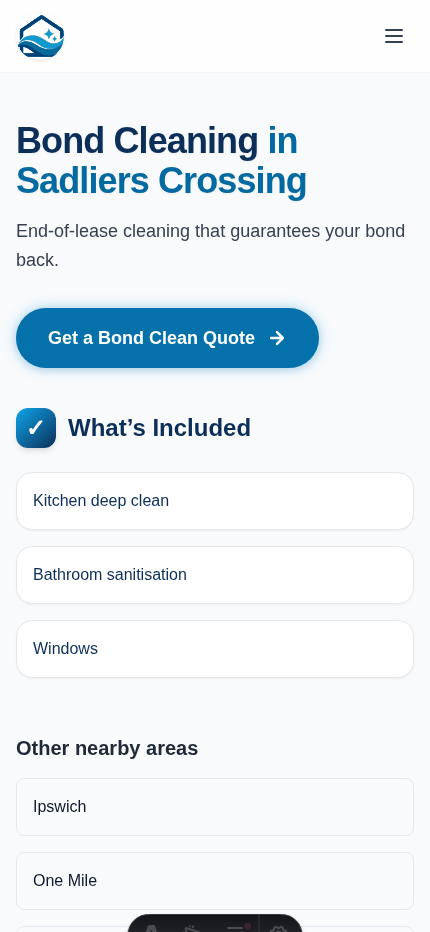 Bond Cleaning in
Sadliers Crossing
End-of-lease cleaning that guarantees your bond
back.
Get a Bond Clean Quote →
✓ What’s Included
Kitchen deep clean
Bathroom sanitisation
Windows
Other nearby areas
Ipswich
One Mile